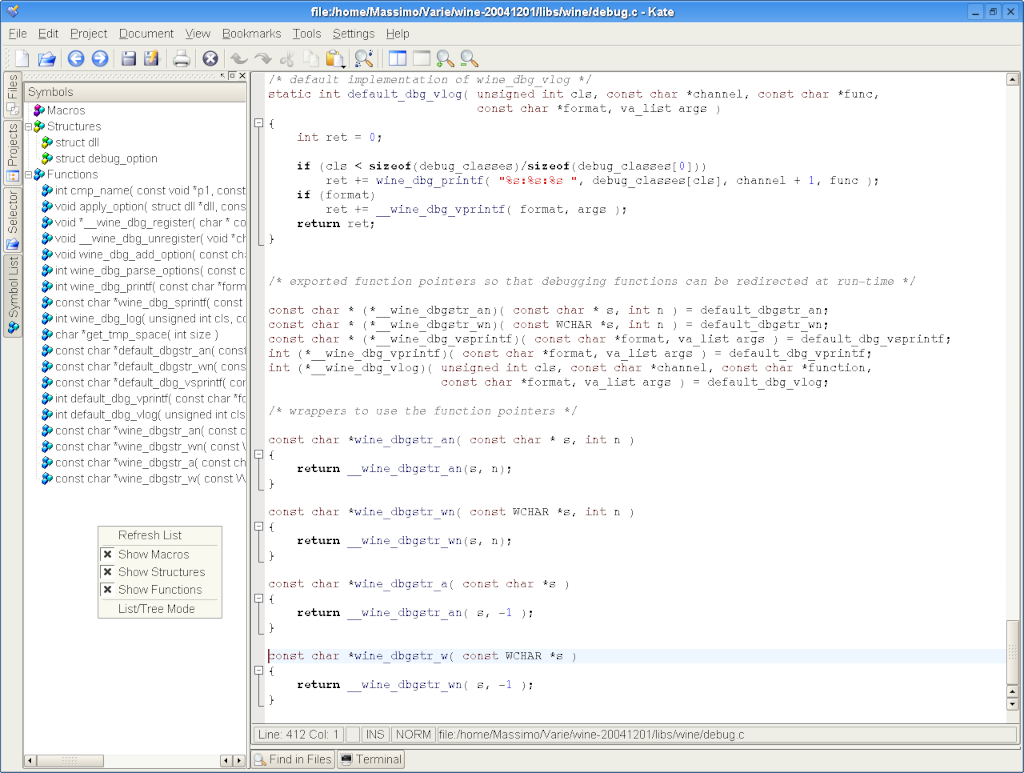 file:/home/Massimo/Varie/wine-20041201/libs/wine/debug.c - Kate
File Edit Project Document View Bookmarks Tools Settings Help
Files
Projects
Selector
Symbol List
Symbols
Macros
Structures
struct dll
struct debug_option
Functions
int cmp_name( const void *p1, const
void apply_option( struct dll *dll, cons
void *__wine_dbg_register( char * co
void __wine_dbg_unregister( void *ch
void wine_dbg_add_option( const cha
int wine_dbg_parse_options( const c
int wine_dbg_printf( const char *form
const char *wine_dbg_sprintf( const
int wine_dbg_log( unsigned int cls, co
char *get_tmp_space( int size )
const char *default_dbgstr_an( const
const char *default_dbgstr_wn( const
const char *default_dbg_vsprintf( con
int default_dbg_vprintf( const char *fo
int default_dbg_vlog( unsigned int cls
const char *wine_dbgstr_an( const c
const char *wine_dbgstr_wn( const W
const char *wine_dbgstr_a( const ch
const char *wine_dbgstr_w( const W
Refresh List
Show Macros
Show Structures
Show Functions
List/Tree Mode
/* default implementation of wine_dbg_vlog */
static int default_dbg_vlog( unsigned int cls, const char *channel, const char *func,
const char *format, va_list args )
{
int ret = 0;
if (cls < sizeof(debug_classes)/sizeof(debug_classes[0]))
ret += wine_dbg_printf( "%s:%s:%s ", debug_classes[cls], channel + 1, func );
if (format)
ret += __wine_dbg_vprintf( format, args );
return ret;
}
/* exported function pointers so that debugging functions can be redirected at run-time */
const char * (*__wine_dbgstr_an)( const char * s, int n ) = default_dbgstr_an;
const char * (*__wine_dbgstr_wn)( const WCHAR *s, int n ) = default_dbgstr_wn;
const char * (*__wine_dbg_vsprintf)( const char *format, va_list args ) = default_dbg_vsprintf;
int (*__wine_dbg_vprintf)( const char *format, va_list args ) = default_dbg_vprintf;
int (*__wine_dbg_vlog)( unsigned int cls, const char *channel, const char *function,
const char *format, va_list args ) = default_dbg_vlog;
/* wrappers to use the function pointers */
const char *wine_dbgstr_an( const char * s, int n )
{
return __wine_dbgstr_an(s, n);
}
const char *wine_dbgstr_wn( const WCHAR *s, int n )
{
return __wine_dbgstr_wn(s, n);
}
const char *wine_dbgstr_a( const char *s )
{
return __wine_dbgstr_an( s, -1 );
}
const char *wine_dbgstr_w( const WCHAR *s )
{
return __wine_dbgstr_wn( s, -1 );
}
Line: 412 Col: 1 INS NORM file:/home/Massimo/Varie/wine-20041201/libs/wine/debug.c
Find in Files Terminal